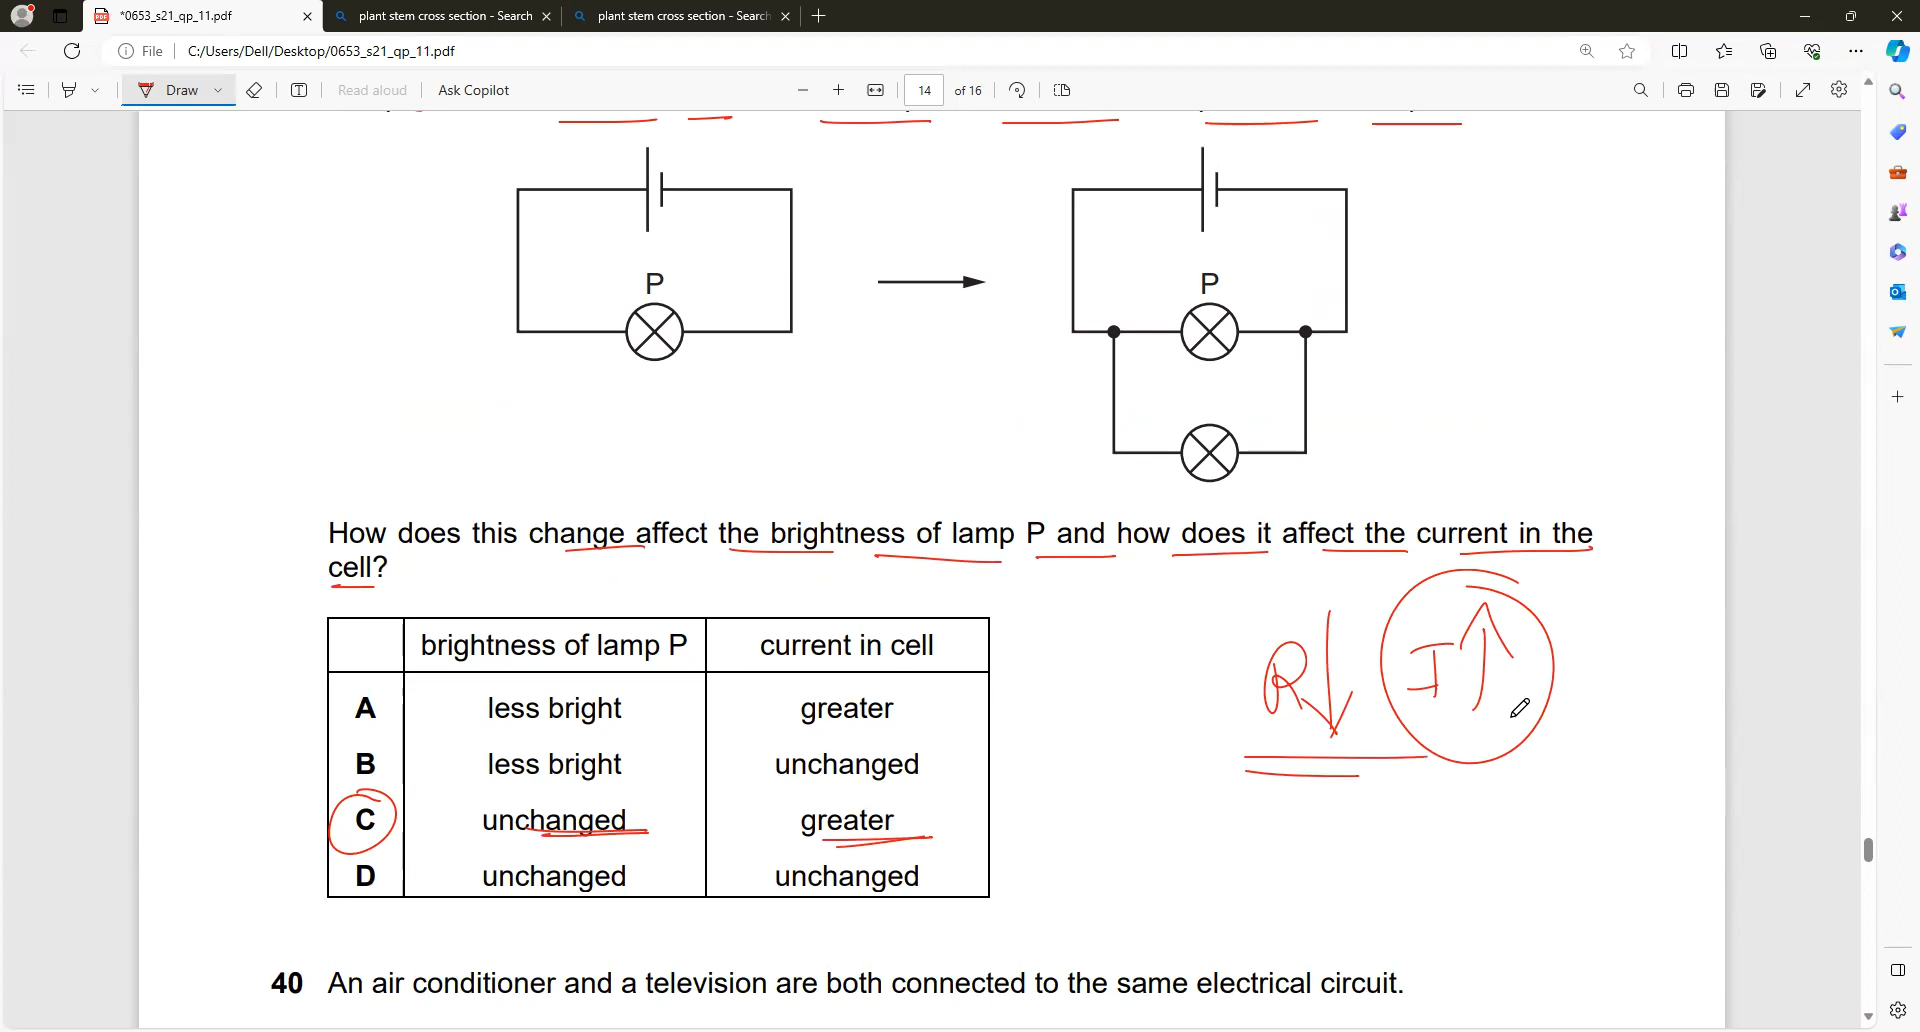 *0653_s21_qp_11.pdf
plant stem cross section - Search
plant stem cross section - Search
File
C:/Users/Dell/Desktop/0653_s21_qp_11.pdf
Draw
Read aloud
Ask Copilot
14
of 16
P
P
How does this change affect the brightness of lamp P and how does it affect the current in the
cell?
brightness of lamp P
current in cell
A less bright greater
B less bright unchanged
C unchanged greater
D unchanged unchanged
R I
40 An air conditioner and a television are both connected to the same electrical circuit.